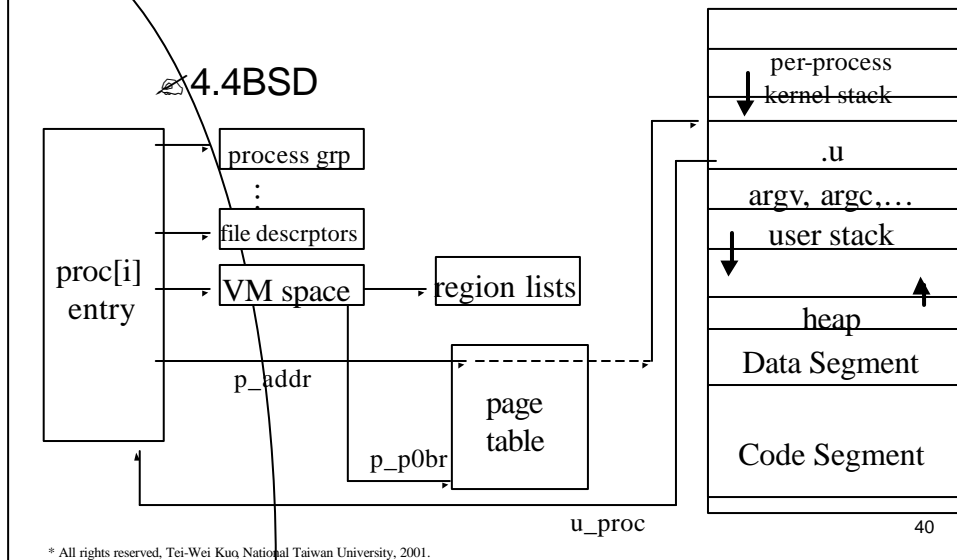 4.4BSD
proc[i]
entry
process grp
file descrptors
VM space
region lists
p_addr
page
table
p_p0br
u_proc
per-process
kernel stack
.u
argv, argc,…
user stack
heap
Data Segment
Code Segment
40
* All rights reserved, Tei-Wei Kuo, National Taiwan University, 2001.